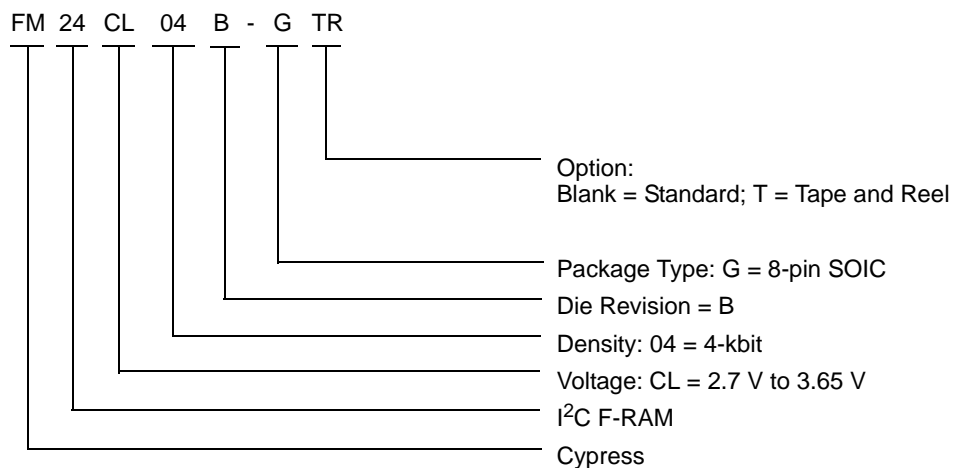 FM 24 CL 04 B - G TR
Option:
Blank = Standard; T = Tape and Reel
Package Type: G = 8-pin SOIC
Die Revision = B
Density: 04 = 4-kbit
Voltage: CL = 2.7 V to 3.65 V
I²C F-RAM
Cypress